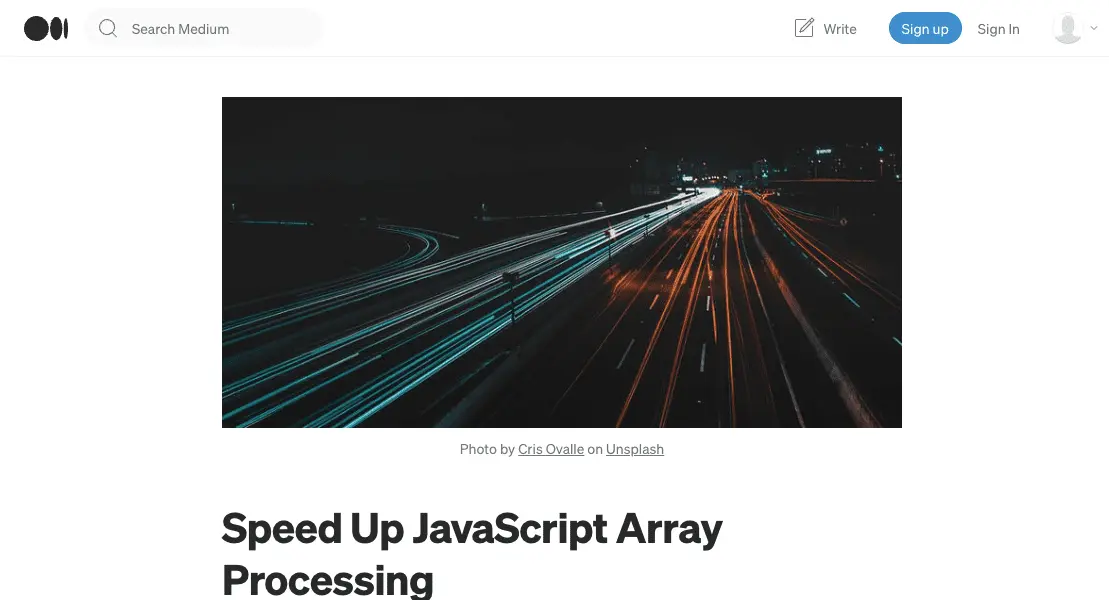 Search Medium
Write
Sign up
Sign In
Photo by Cris Ovalle on Unsplash
Speed Up JavaScript Array
Processing